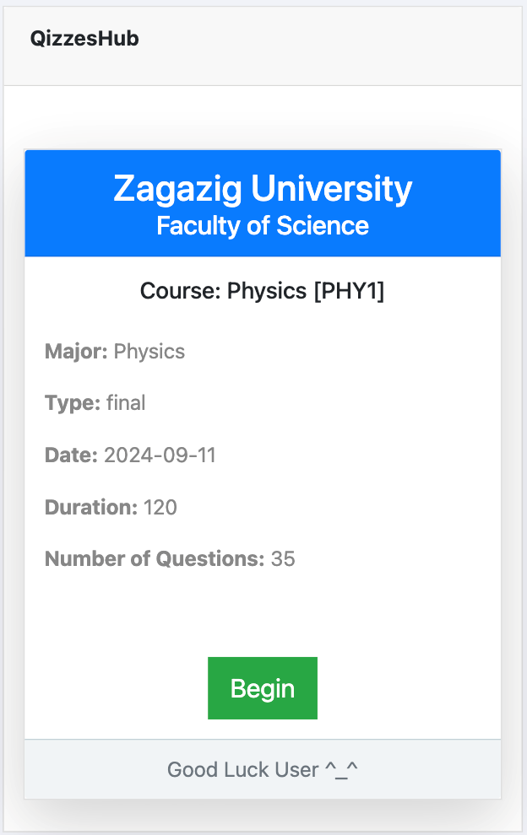 QizzesHub
Zagazig University
Faculty of Science
Course: Physics [PHY1]
Major: Physics
Type: final
Date: 2024-09-11
Duration: 120
Number of Questions: 35
Begin
Good Luck User ^_^